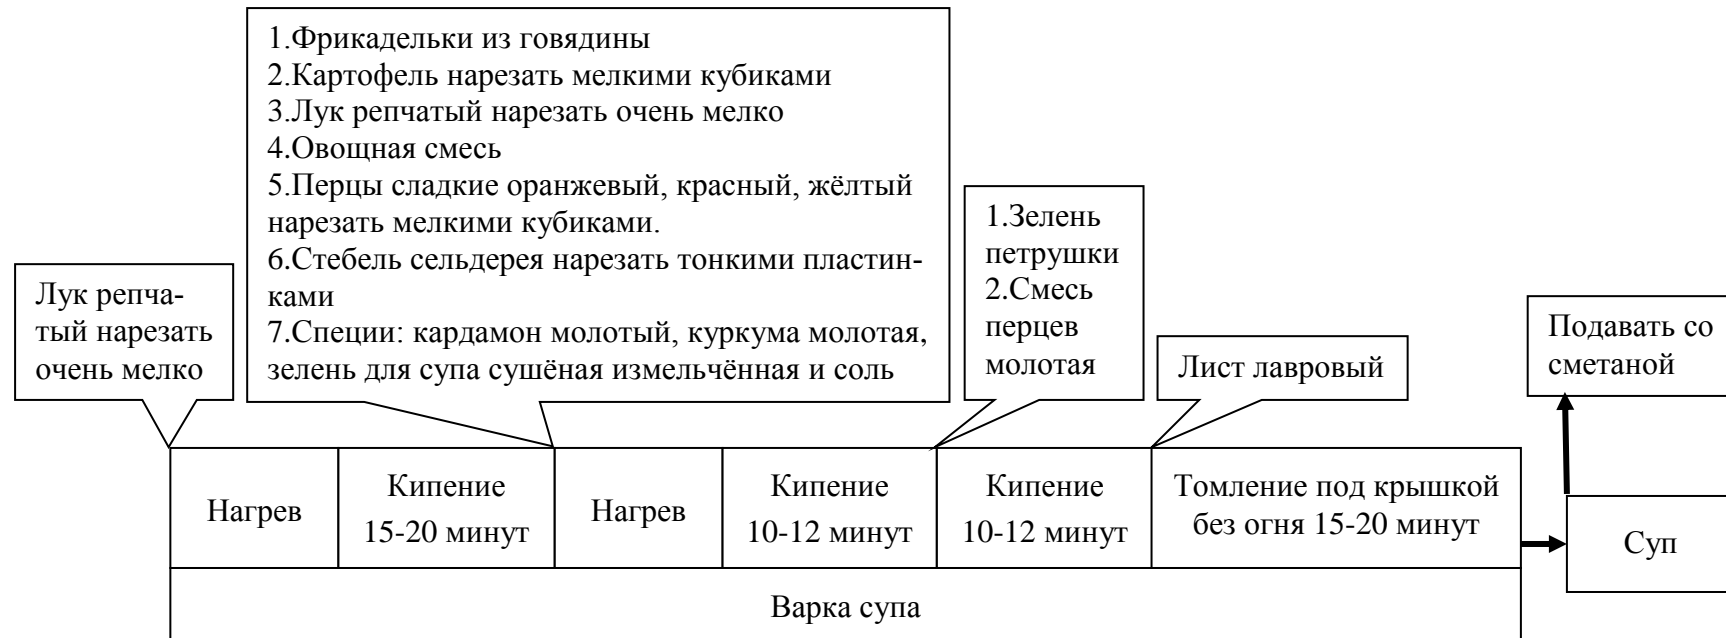 1.Фрикадельки из говядины
2.Картофель нарезать мелкими кубиками
3.Лук репчатый нарезать очень мелко
4.Овощная смесь
5.Перцы сладкие оранжевый, красный, жёлтый
нарезать мелкими кубиками.
6.Стебель сельдерея нарезать тонкими пластин-
ками
7.Специи: кардамон молотый, куркума молотая,
зелень для супа сушёная измельчённая и соль
Лук репча-
тый нарезать
очень мелко
1.Зелень
петрушки
2.Смесь
перцев
молотая
Лист лавровый
Подавать со
сметаной
Нагрев
Кипение
15-20 минут
Нагрев
Кипение
10-12 минут
Кипение
10-12 минут
Томление под крышкой
без огня 15-20 минут
Суп
Варка супа